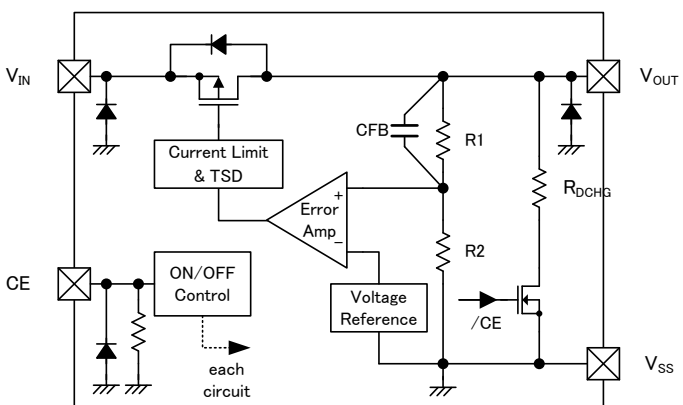 VIN
VOUT
CFB
R1
Current Limit
& TSD
RDCHG
+
Error
Amp
−
R2
CE
ON/OFF
Control
Voltage
Reference
/CE
each
circuit
VSS